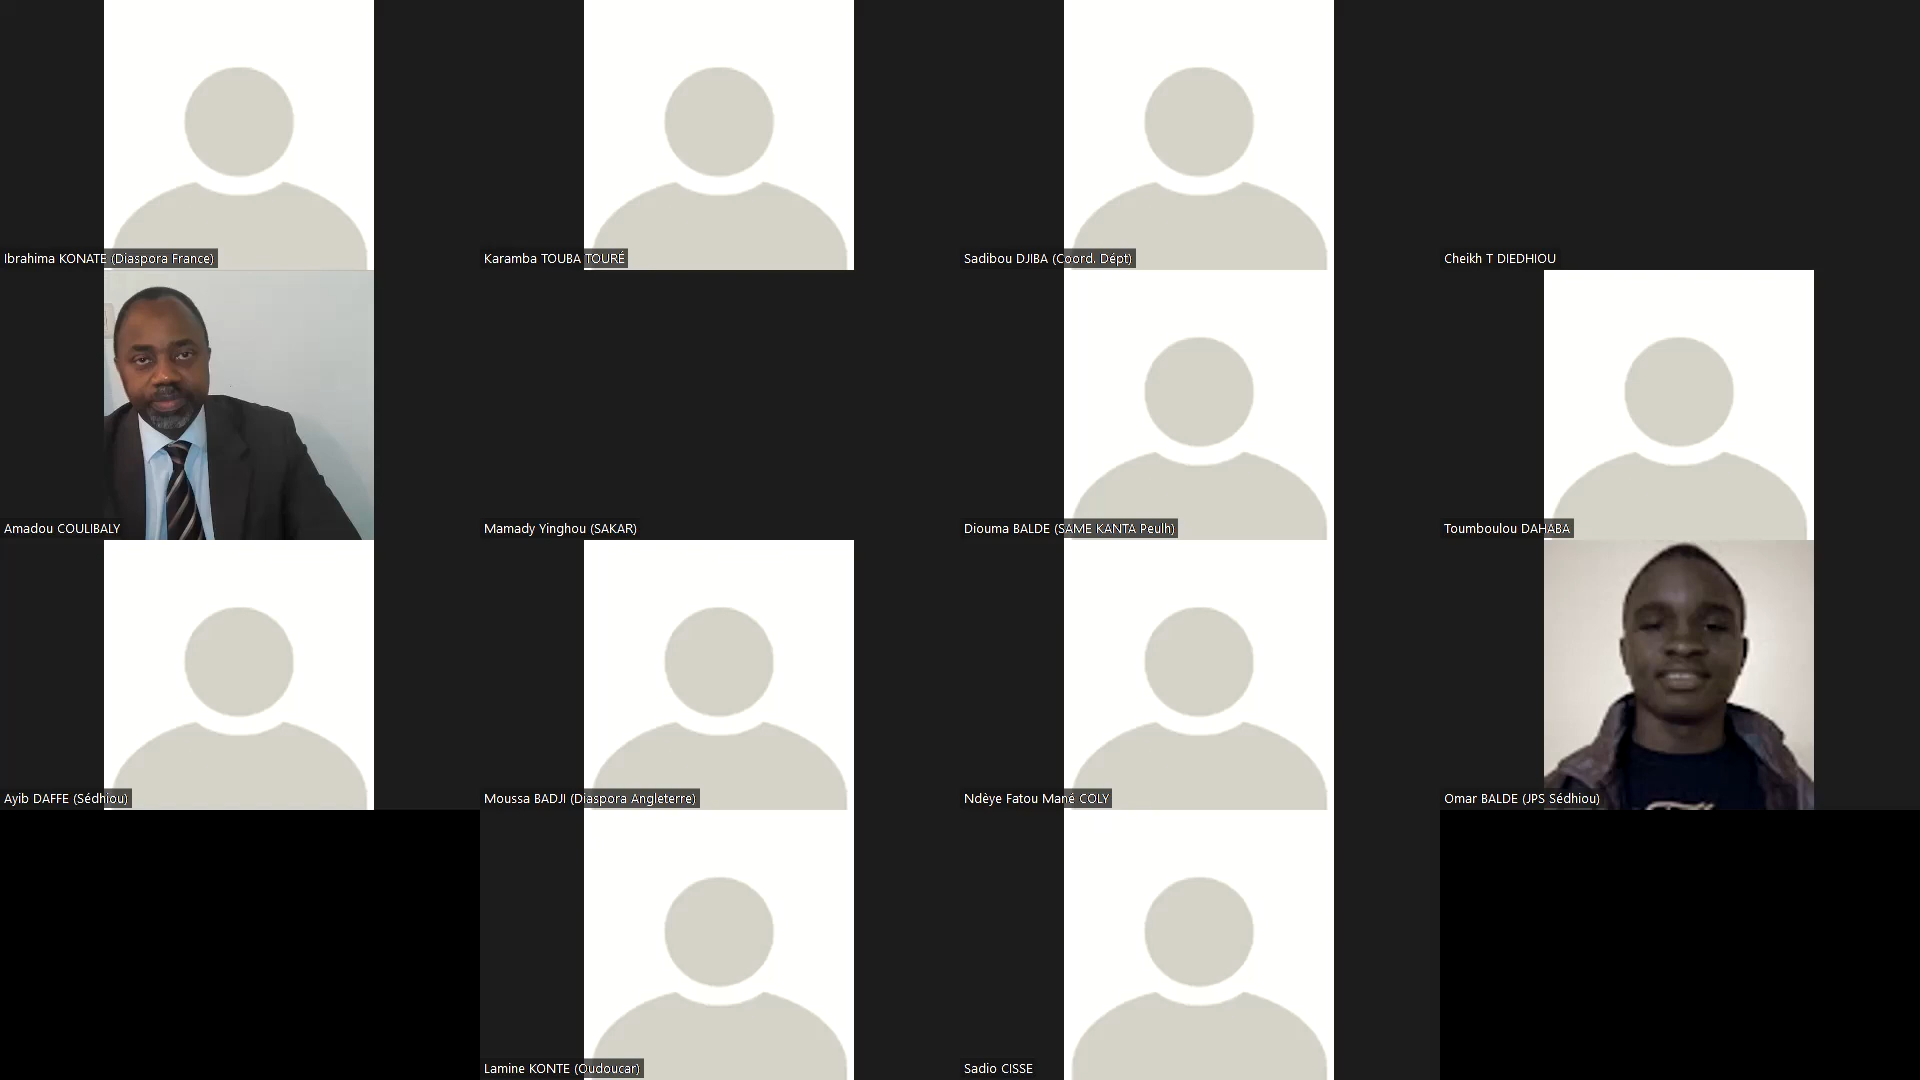 Ibrahima KONATE (Diaspora France)
Karamba TOUBA TOURÉ
Sadibou DJIBA (Coord. Dépt)
Cheikh T DIEDHIOU
Amadou COULIBALY
Mamady Yinghou (SAKAR)
Diouma BALDE (SAME KANTA Peulh)
Toumboulou DAHABA
Ayib DAFFE (Sédhiou)
Moussa BADJI (Diaspora Angleterre)
Ndèye Fatou Mané COLY
Omar BALDE (JPS Sédhiou)
Lamine KONTE (Oudoucar)
Sadio CISSE